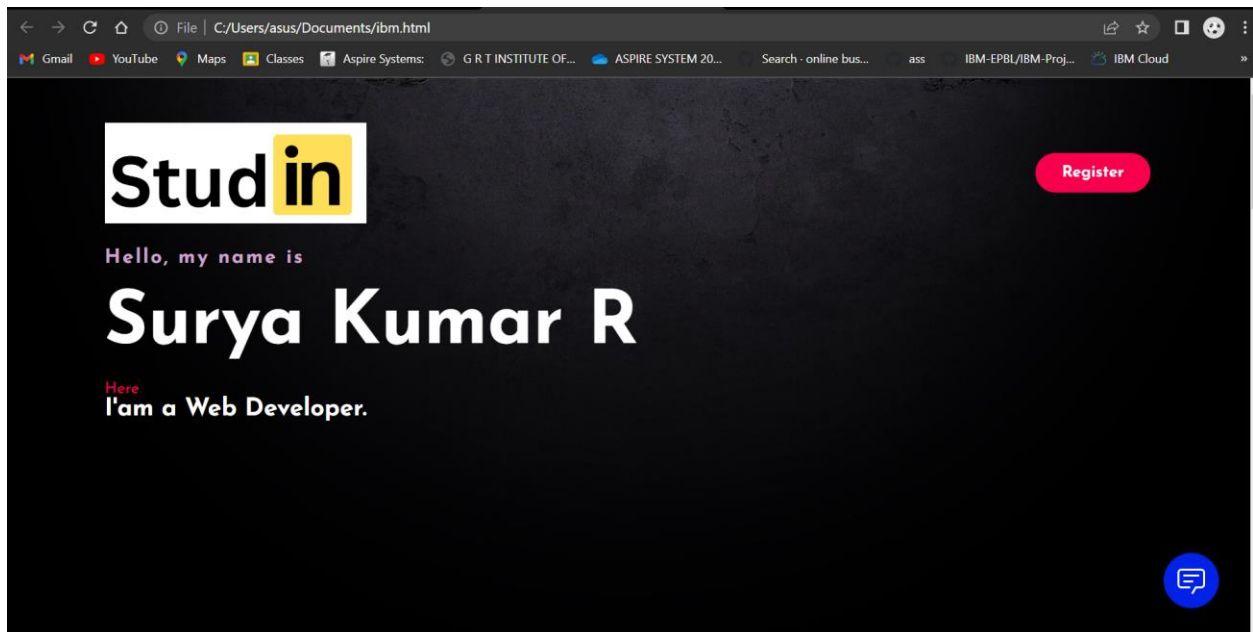 File | C:/Users/asus/Documents/ibm.html
Gmail YouTube Maps Classes Aspire Systems: G R T INSTITUTE OF... ASPIRE SYSTEM 20... Search - online bus... ass IBM-EPBL/IBM-Proj... IBM Cloud »
Stud in
Register
Hello, my name is
Surya Kumar R
Here
I'am a Web Developer.